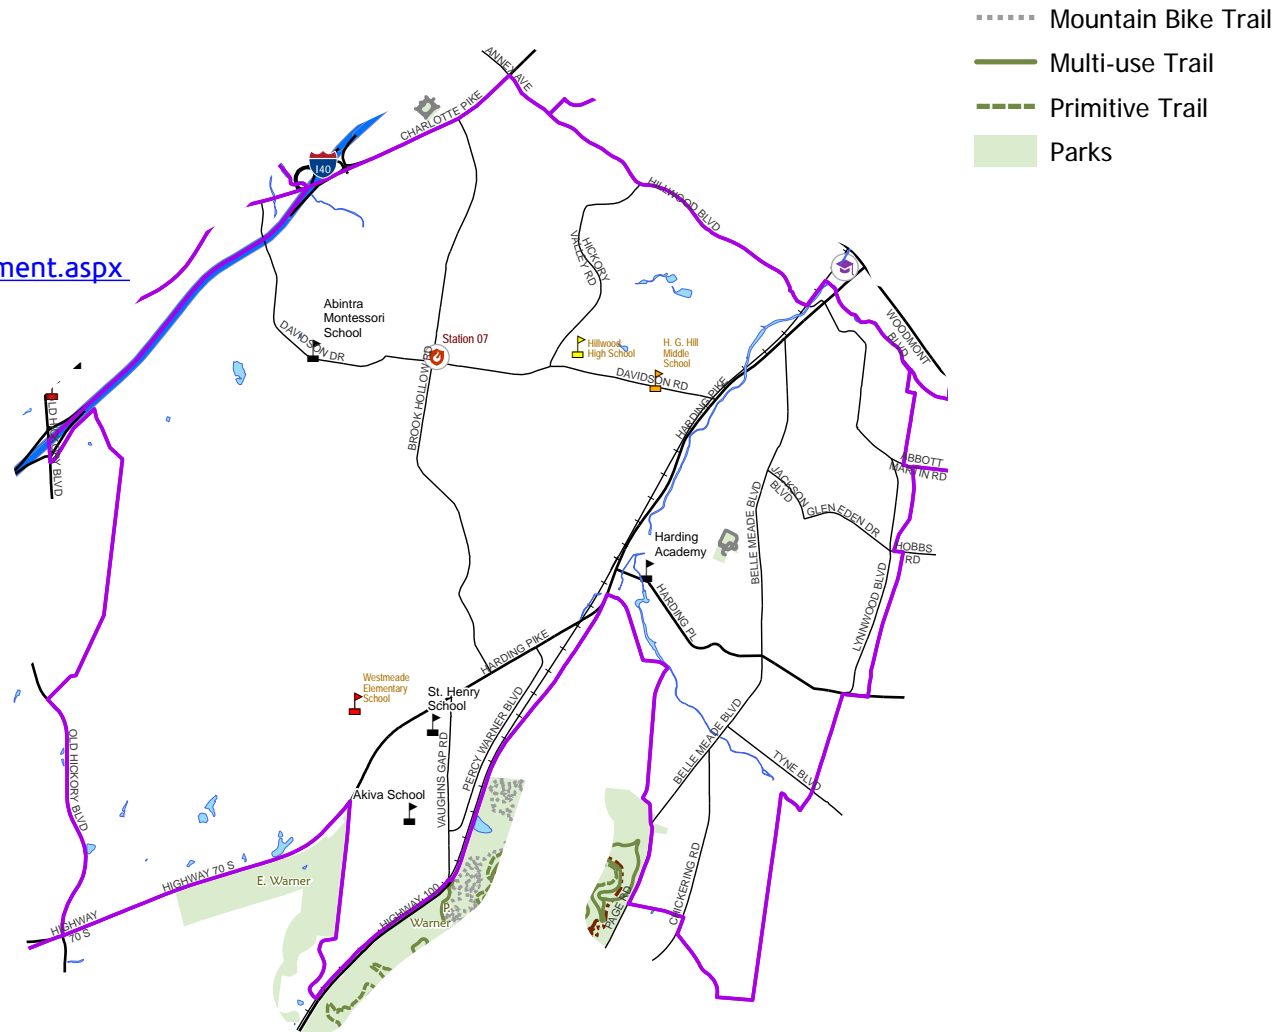 Mountain Bike Trail
Multi-use Trail
Primitive Trail
Parks
ANNEX AVE
CHARLOTTE PIKE
I40
HILLWOOD BLVD
HICKORY
VALLEY RD
ment.aspx
Abintra
Montessori
School
DAVIDSON DR
Station 07
Hillwood
High School
H. G. Hill
Middle
School
DAVIDSON RD
WOODMONT
BLVD
BROOK HOLLOW RD
HARDING PIKE
OLD HICKORY BLVD
ABBOTT
MARTIN RD
JACKSON
BLVD
GLEN EDEN DR
BELLE MEADE BLVD
HOBBS
RD
Harding
Academy
HARDING PL
LYNNWOOD BLVD
HARDING PIKE
Westmeade
Elementary
School
St. Henry
School
PERCY WARNER BLVD
VAUGHNS GAP RD
BELLE MEADE BLVD
TYNE BLVD
OLD HICKORY BLVD
Akiva School
HIGHWAY 70 S
E. Warner
CHICKERING RD
PAGE RD
HIGHWAY 100
P.
Warner
HIGHWAY
70 S